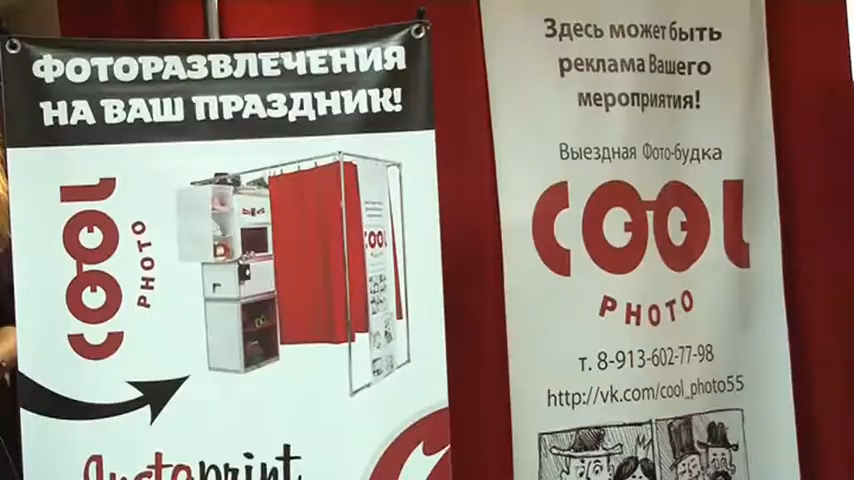 ФОТОРАЗВЛЕЧЕНИЯ
НА ВАШ ПРАЗДНИК!
COOL
PHOTO
COOL
Instaprint
Здесь может быть
реклама Вашего
мероприятия!
Выездная Фото-будка
COOL
PHOTO
т. 8-913-602-77-98
http://vk.com/cool_photo55